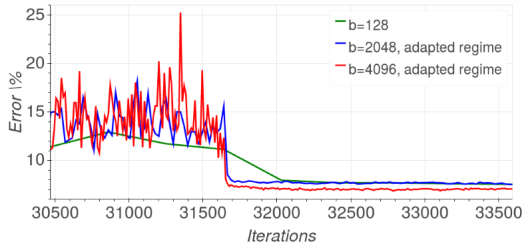 25
20
15
10
Error \%
b=128
b=2048, adapted regime
b=4096, adapted regime
30500 31000 31500 32000 32500 33000 33500
Iterations